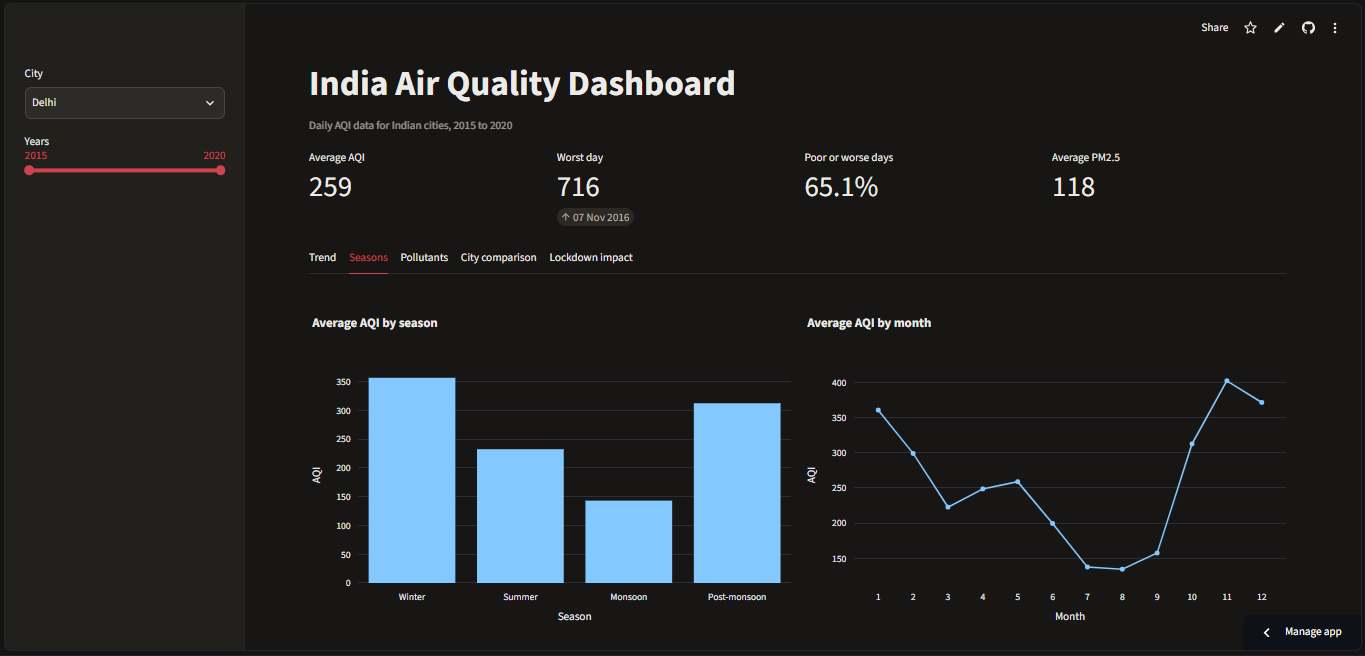 Share
City
Delhi
Years
2015 2020
India Air Quality Dashboard
Daily AQI data for Indian cities, 2015 to 2020
Average AQI
259
Worst day
716
↑ 07 Nov 2016
Poor or worse days
65.1%
Average PM2.5
118
Trend Seasons Pollutants City comparison Lockdown impact
Average AQI by season
350
300
250
200
150
100
50
0
AQI
Winter Summer Monsoon Post-monsoon
Season
Average AQI by month
400
350
300
250
200
150
AQI
1 2 3 4 5 6 7 8 9 10 11 12
Month
Manage app